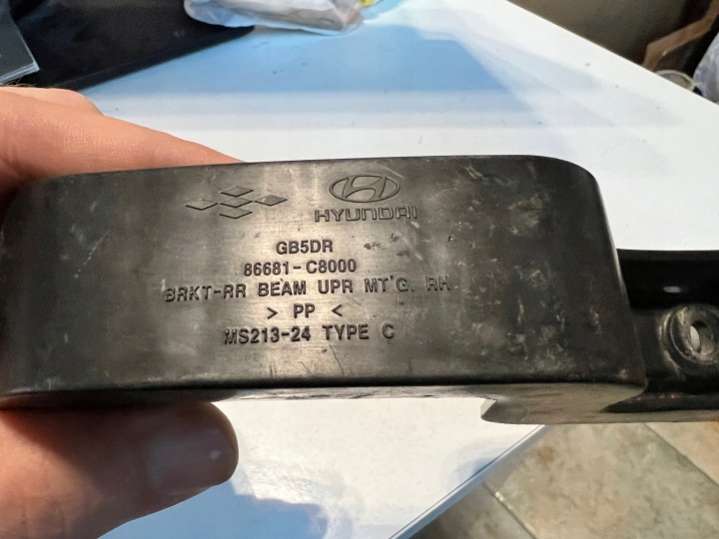 HYUNDAI
GB5DR
86681-C8000
BRKT-RR BEAM UPR MT'G. RH
> PP <
MS213-24 TYPE C